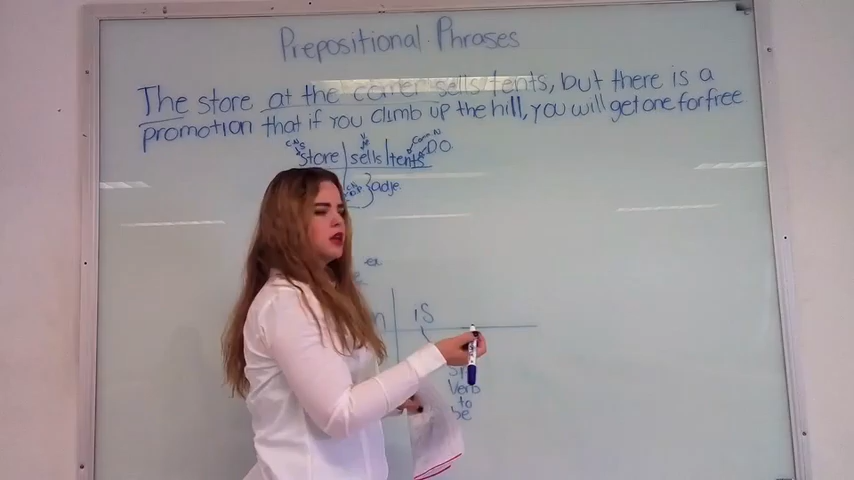 Prepositional Phrases
The store at the corner sells tents, but there is a
promotion that if you climb up the hill, you will get one for free
store sells tents DO
adje
is
Verb
to
be